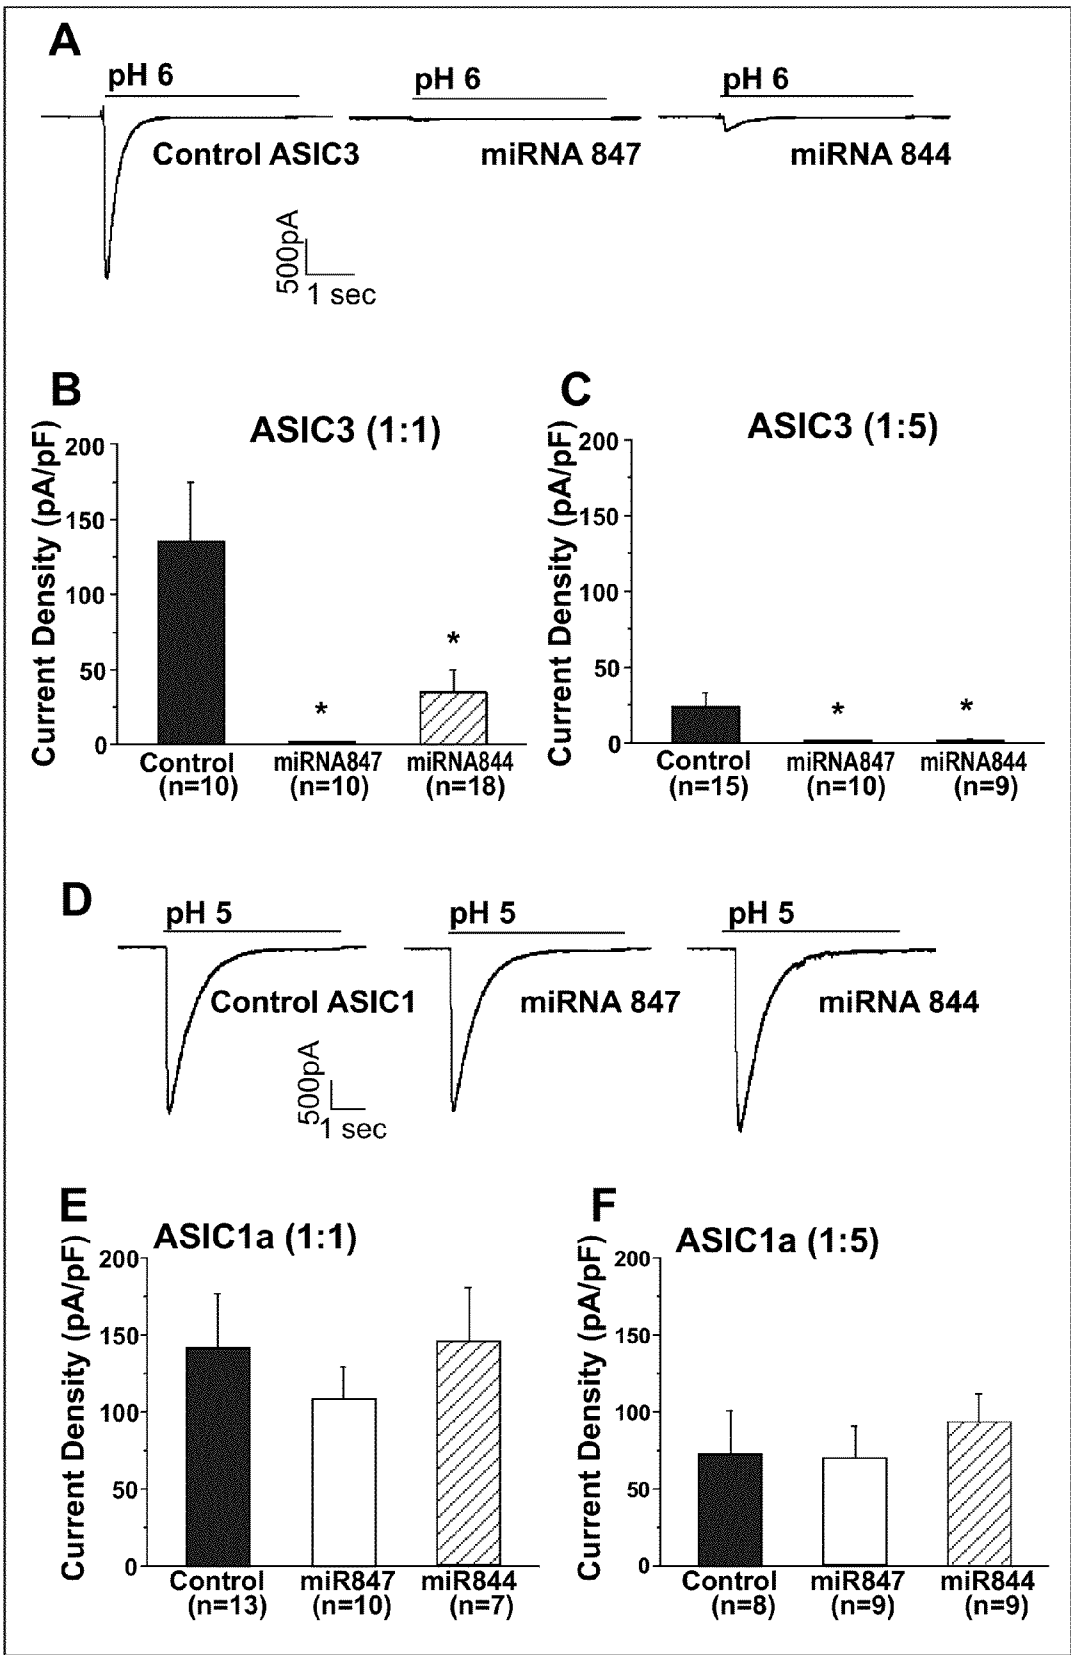 A
pH 6
pH 6
pH 6
Control ASIC3
miRNA 847
miRNA 844
500pA
1 sec
B
ASIC3 (1:1)
Current Density (pA/pF)
200
150
100
50
0
*
*
Control
miRNA847
miRNA844
(n=10)
(n=10)
(n=18)
C
ASIC3 (1:5)
Current Density (pA/pF)
200
150
100
50
0
*
*
Control
miRNA847
miRNA844
(n=15)
(n=10)
(n=9)
D
pH 5
pH 5
pH 5
Control ASIC1
miRNA 847
miRNA 844
500pA
1 sec
E
ASIC1a (1:1)
Current Density (pA/pF)
200
150
100
50
0
Control
miR847
miR844
(n=13)
(n=10)
(n=7)
F
ASIC1a (1:5)
Current Density (pA/pF)
200
150
100
50
0
Control
miR847
miR844
(n=8)
(n=9)
(n=9)